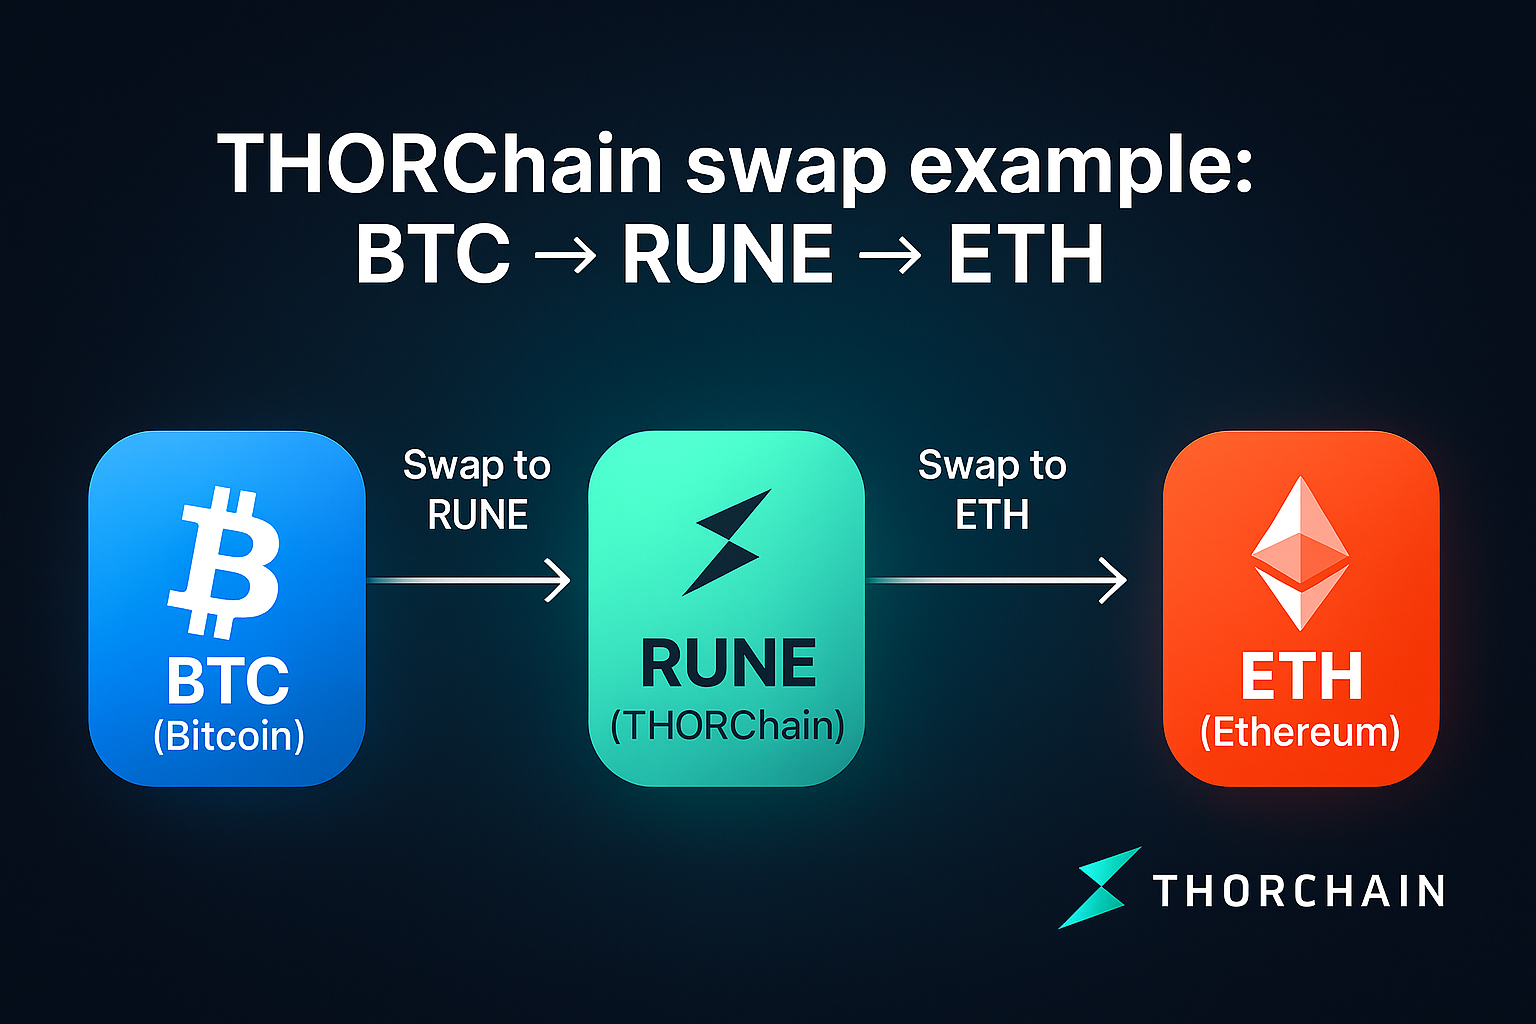 THORChain swap example:
BTC → RUNE → ETH
Swap to
RUNE
Swap to
ETH
BTC
(Bitcoin)
RUNE
(THORChain)
ETH
(Ethereum)
THORCHAIN